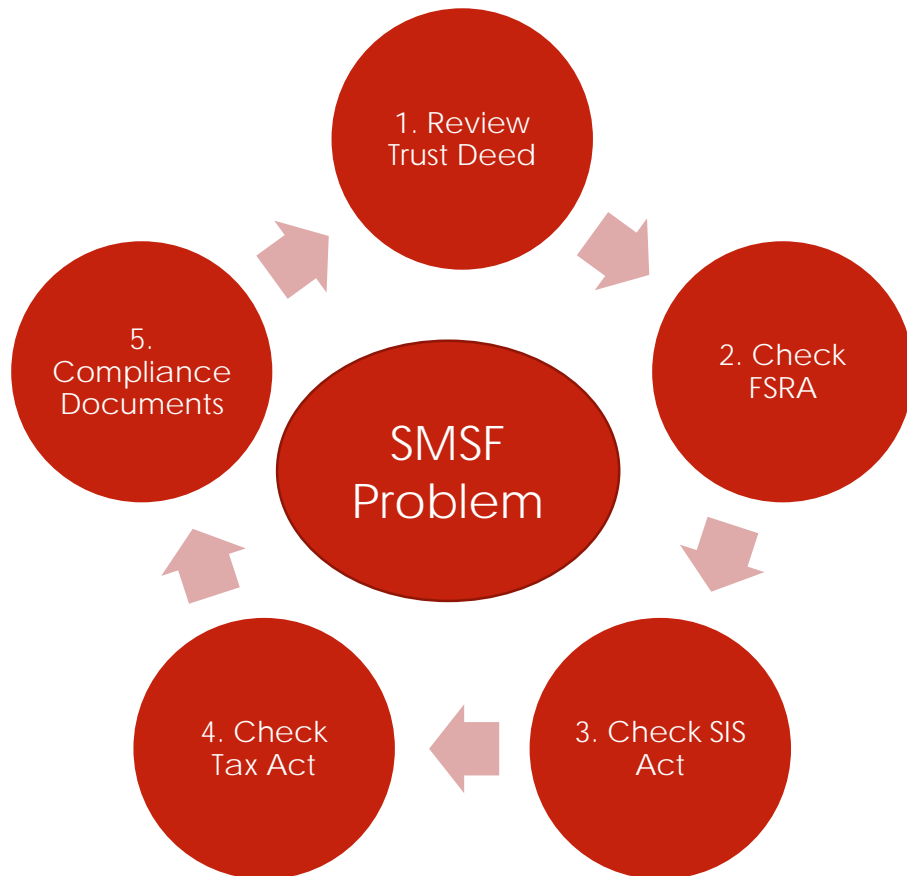 1. Review
Trust Deed
2. Check
FSRA
3. Check SIS
Act
4. Check
Tax Act
5.
Compliance
Documents
SMSF
Problem